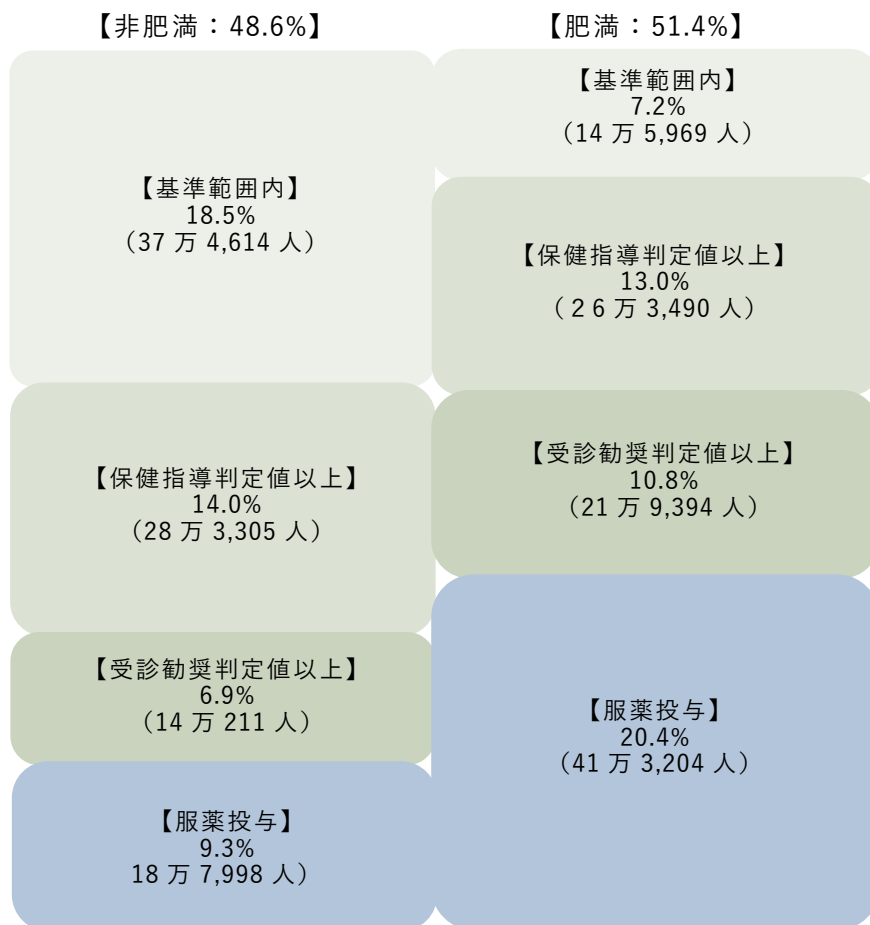 【非肥満：48.6%】
【基準範囲内】
18.5%
（37 万 4,614 人）
【保健指導判定値以上】
14.0%
（28 万 3,305 人）
【受診勧奨判定値以上】
6.9%
（14 万 211 人）
【服薬投与】
9.3%
18 万 7,998 人）
【肥満：51.4%】
【基準範囲内】
7.2%
（14 万 5,969 人）
【保健指導判定値以上】
13.0%
（２６万 3,490 人）
【受診勧奨判定値以上】
10.8%
（21 万 9,394 人）
【服薬投与】
20.4%
（41 万 3,204 人）